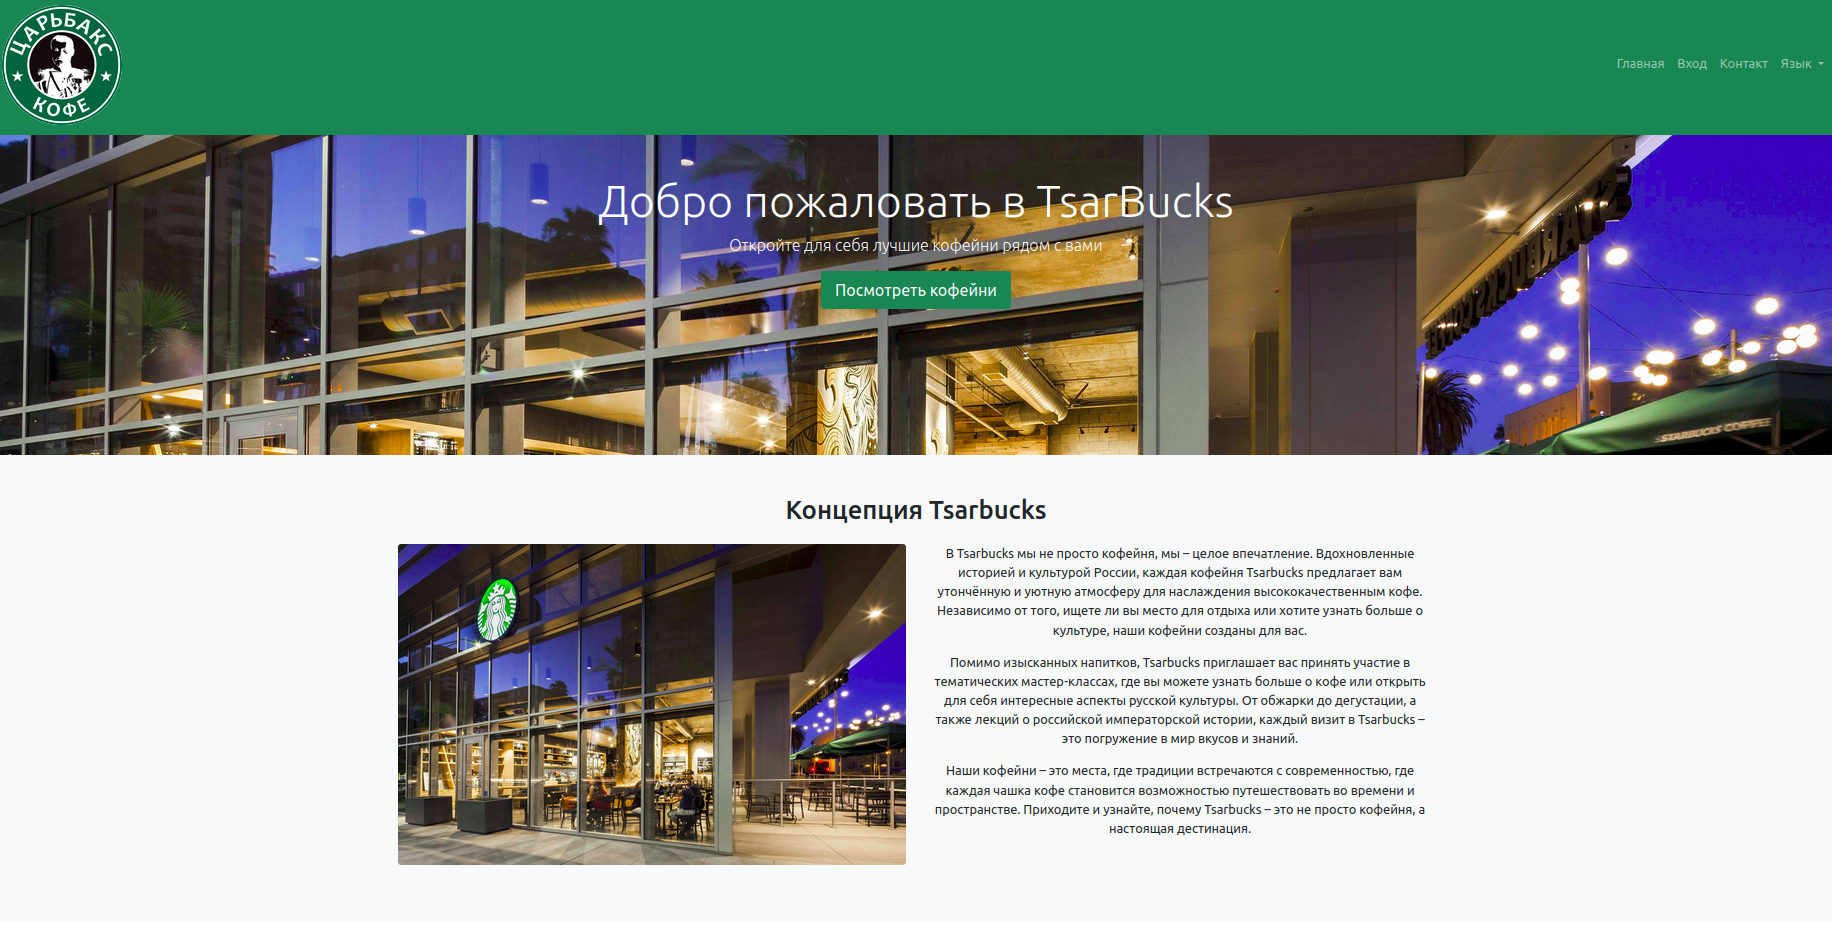 ЦАРЬБАКС
КОФЕ
Главная Вход Контакт Язык
Добро пожаловать в TsarBucks
Откройте для себя лучшие кофейни рядом с вами
Посмотреть кофейни
STARBUCKS COFFEE
Концепция Tsarbucks
В Tsarbucks мы не просто кофейня, мы – целое впечатление. Вдохновленные
историей и культурой России, каждая кофейня Tsarbucks предлагает вам
утончённую и уютную атмосферу для наслаждения высококачественным кофе.
Независимо от того, ищете ли вы место для отдыха или хотите узнать больше о
культуре, наши кофейни созданы для вас.
Помимо изысканных напитков, Tsarbucks приглашает вас принять участие в
тематических мастер-классах, где вы можете узнать больше о кофе или открыть
для себя интересные аспекты русской культуры. От обжарки до дегустации, а
также лекций о российской императорской истории, каждый визит в Tsarbucks –
это погружение в мир вкусов и знаний.
Наши кофейни – это места, где традиции встречаются с современностью, где
каждая чашка кофе становится возможностью путешествовать во времени и
пространстве. Приходите и узнайте, почему Tsarbucks – это не просто кофейня, а
настоящая дестинация.